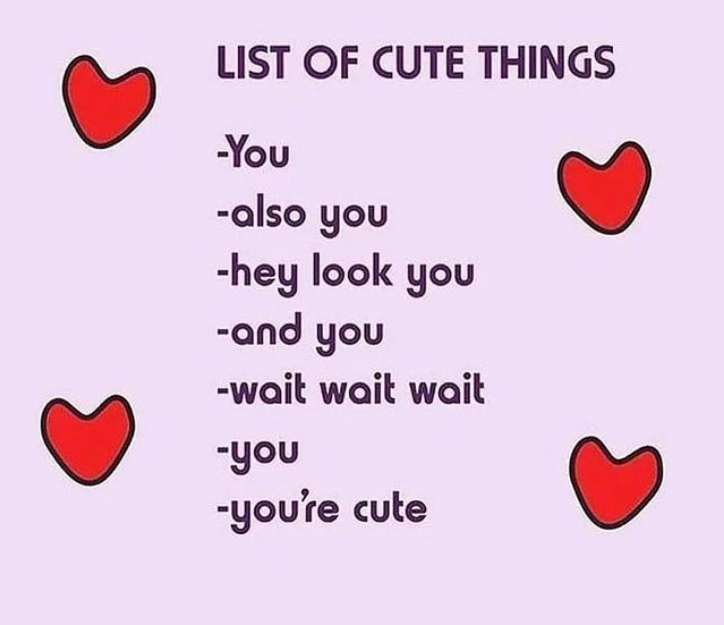 LIST OF CUTE THINGS
-You
-also you
-hey look you
-and you
-wait wait wait
-you
-you're cute